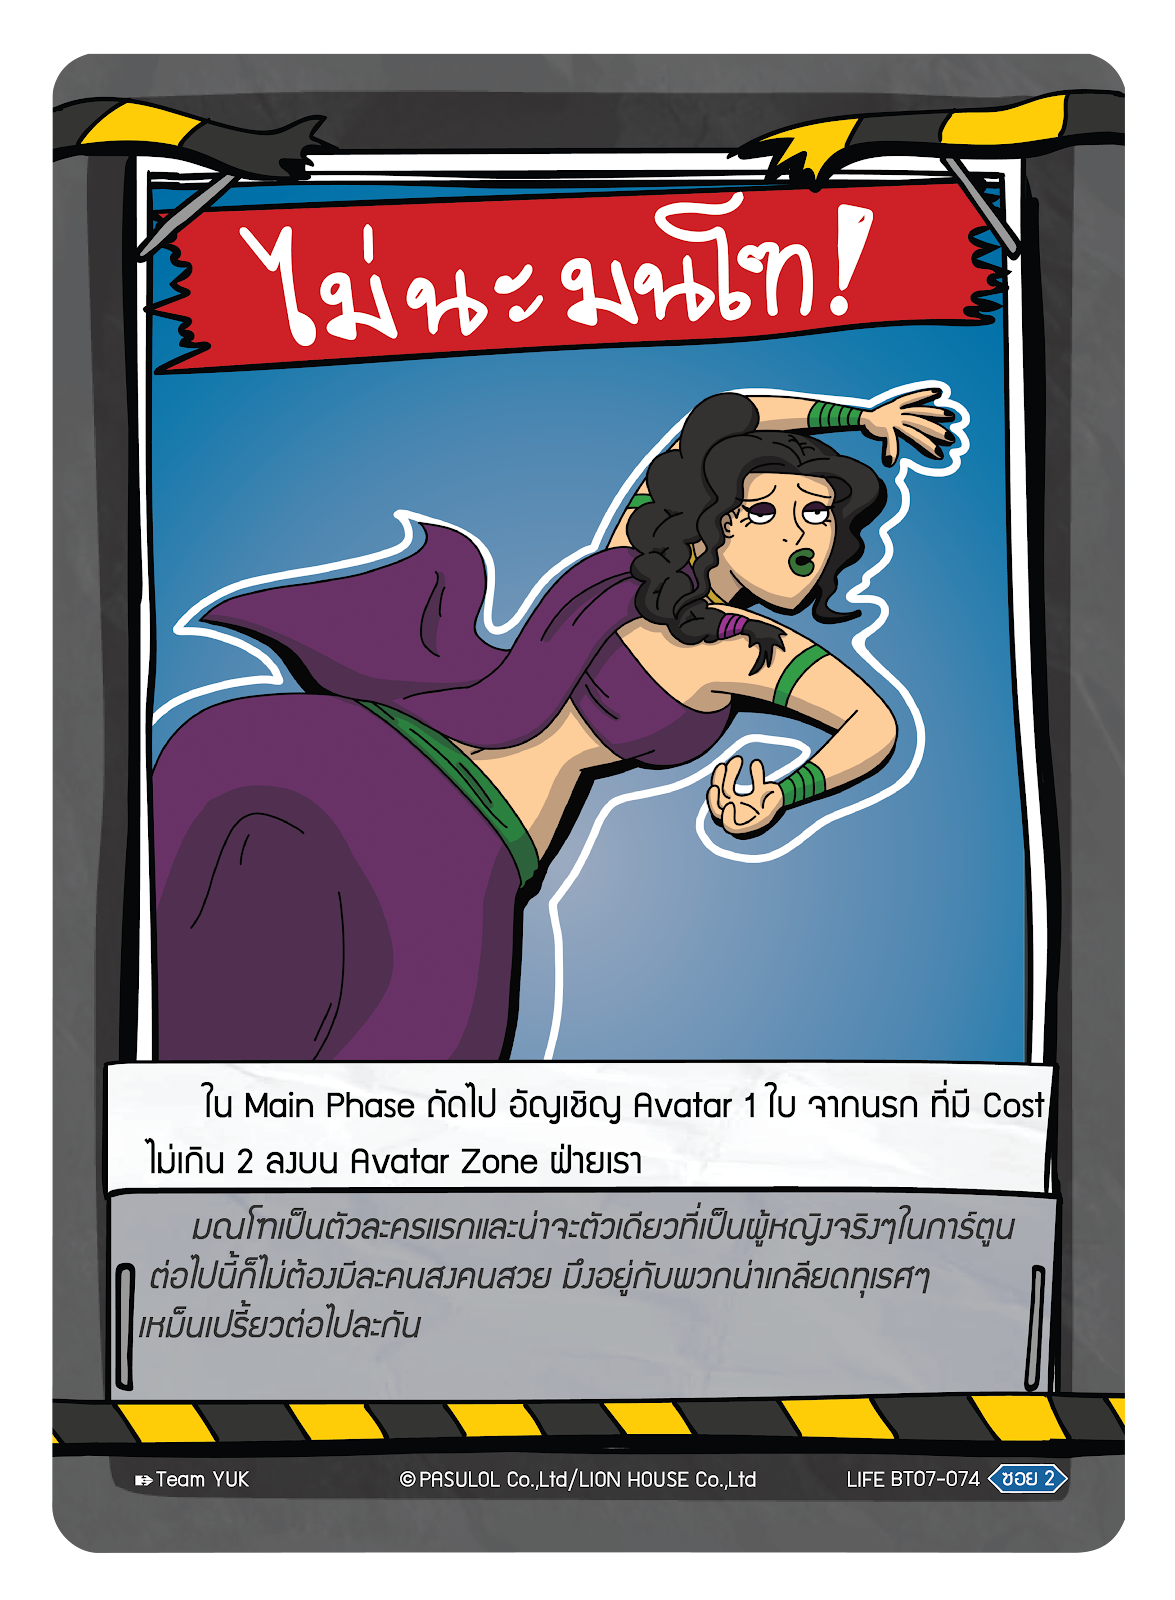 ไม่นะ มนโฑ!
ใน Main Phase ถัดไป อัญเชิญ Avatar 1 ใบ จากนรก ที่มี Cost
ไม่เกิน 2 ลงบน Avatar Zone ฝ่ายเรา
มณโฑเป็นตัวละครแรกและน่าจะตัวเดียวที่เป็นผู้หญิงจริงๆในการ์ตูน
ต่อไปนี้ก็ไม่ต้องมีละคนสงคนสวย มึงอยู่กับพวกน่าเกลียดทุเรศๆ
เหม็นเปรี้ยวต่อไปละกัน
Team YUK
© PASULOL Co.,Ltd/LION HOUSE Co.,Ltd
LIFE BT07-074 ซอย 2